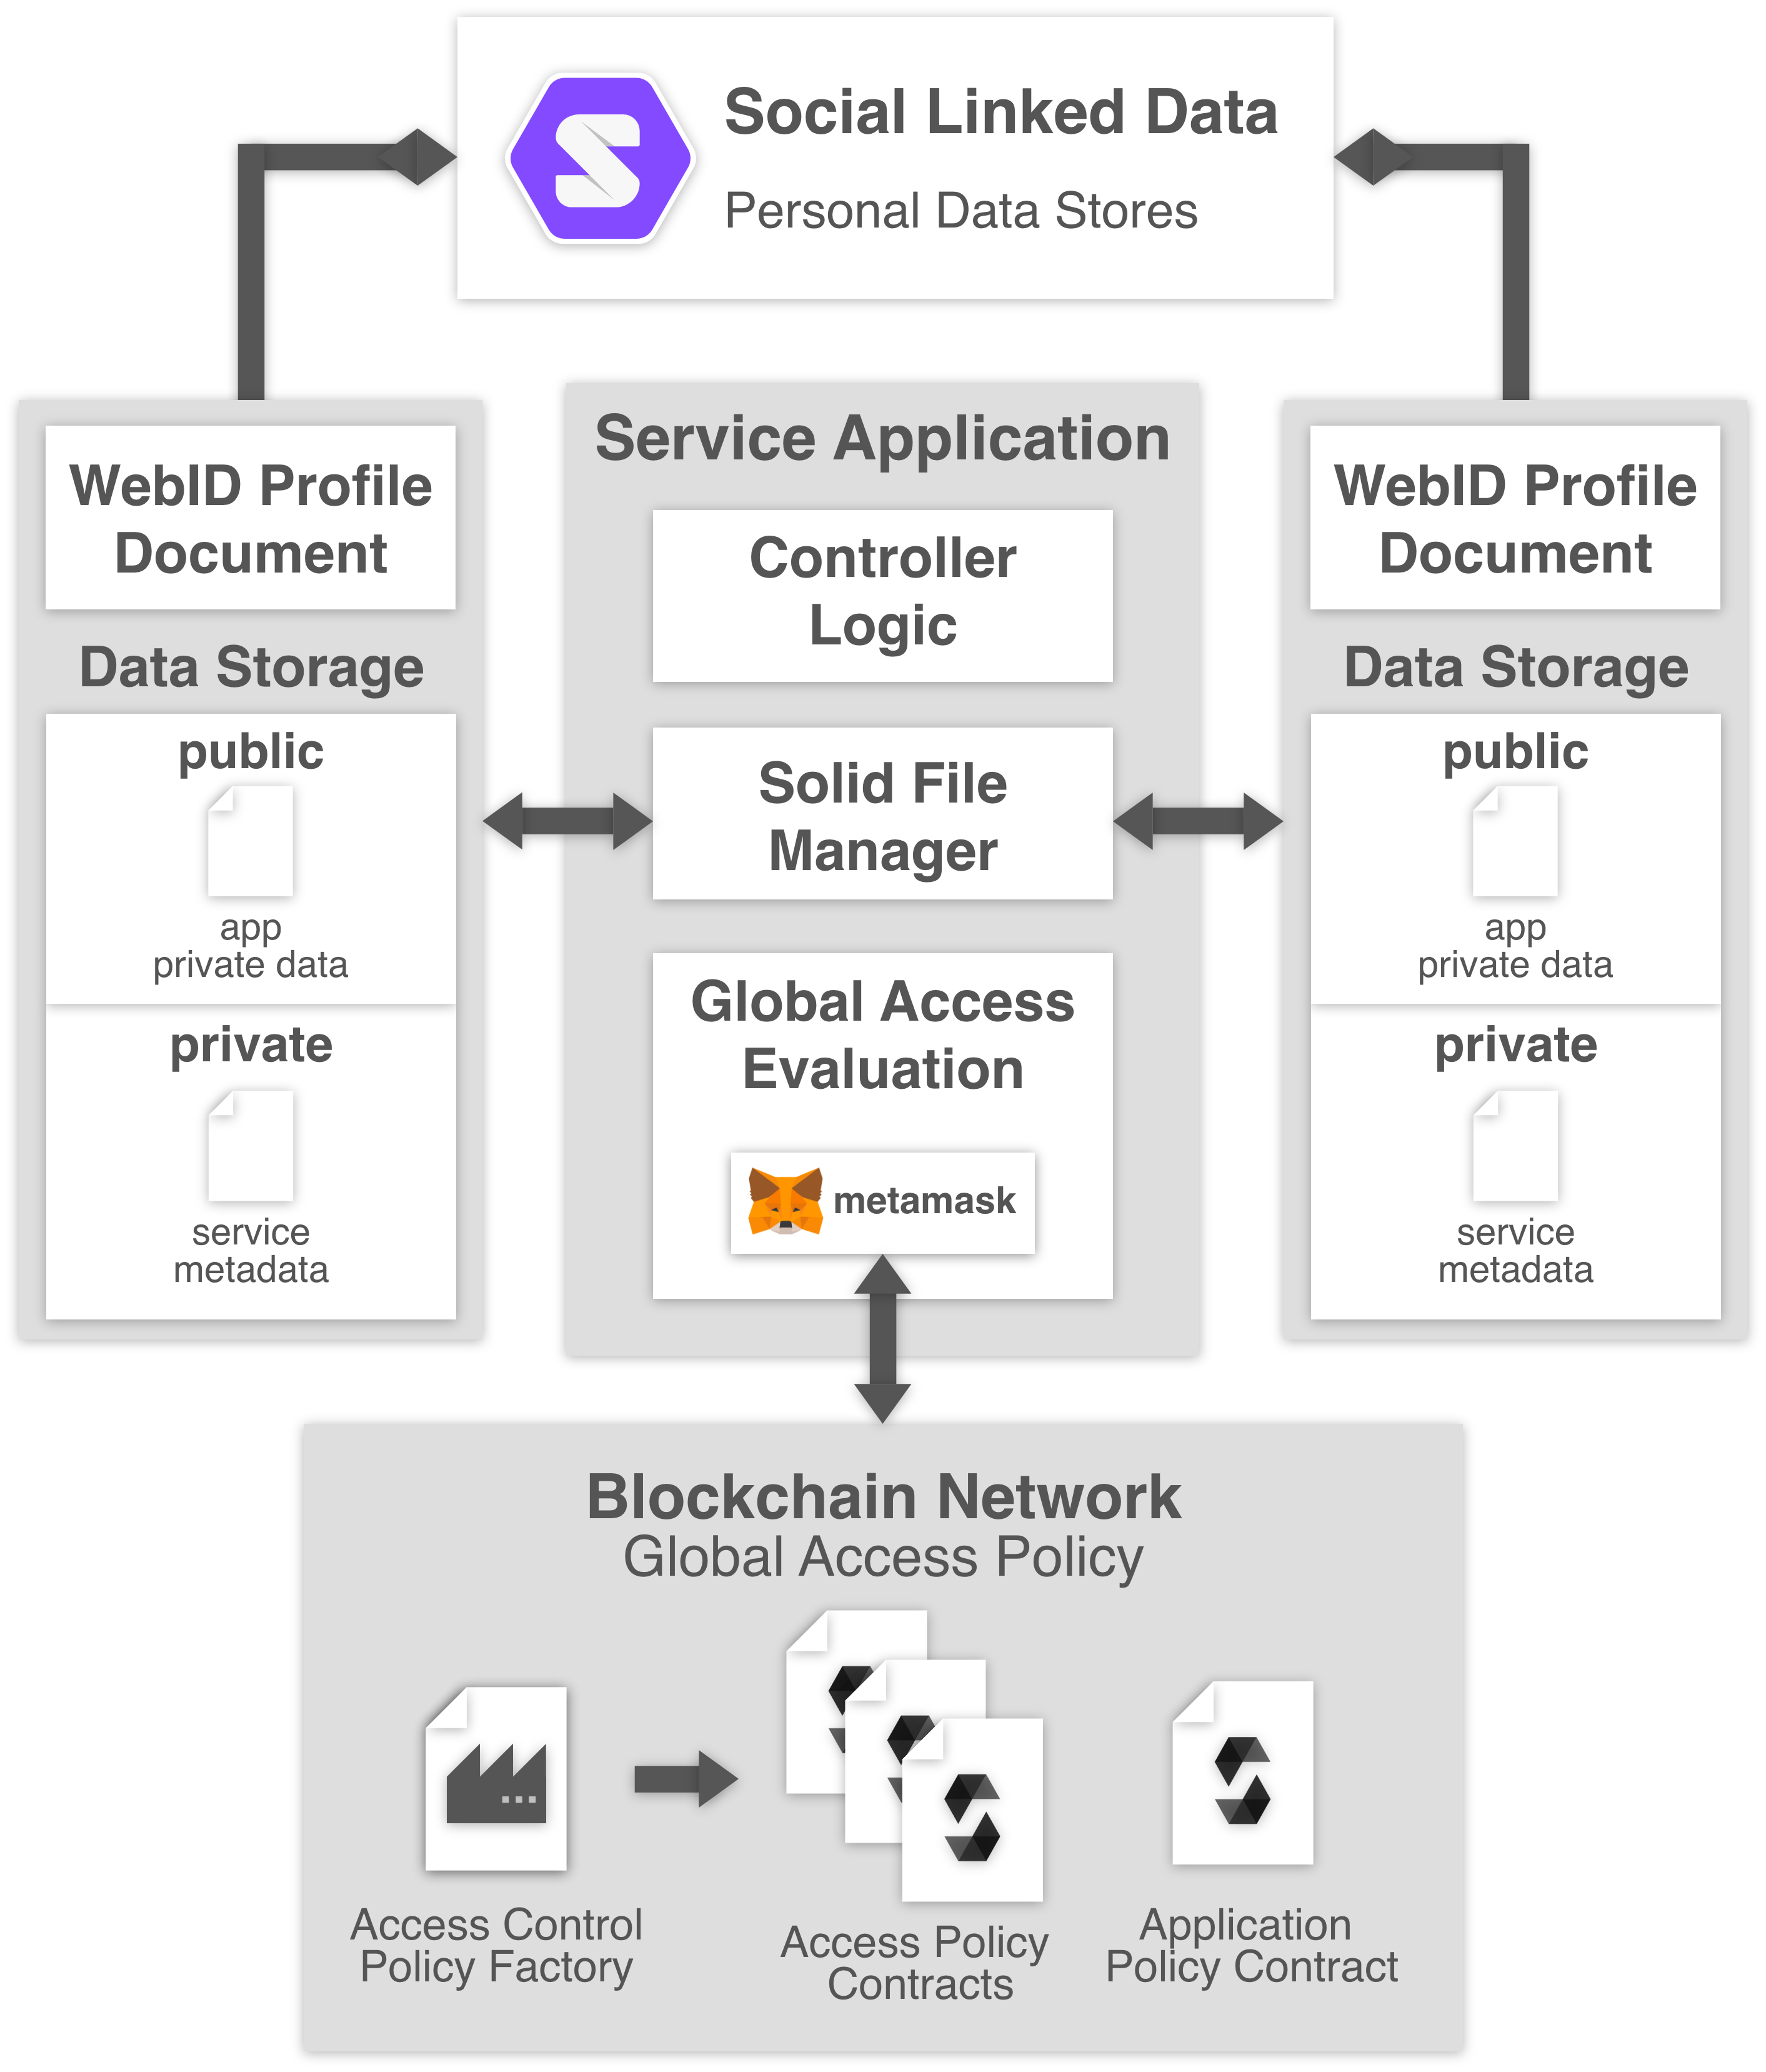 Social Linked Data
Personal Data Stores
WebID Profile
Document
Data Storage
public
app
private data
private
service
metadata
Service Application
Controller
Logic
Solid File
Manager
Global Access
Evaluation
metamask
WebID Profile
Document
Data Storage
public
app
private data
private
service
metadata
Blockchain Network
Global Access Policy
Access Control
Policy Factory
Access Policy
Contracts
Application
Policy Contract